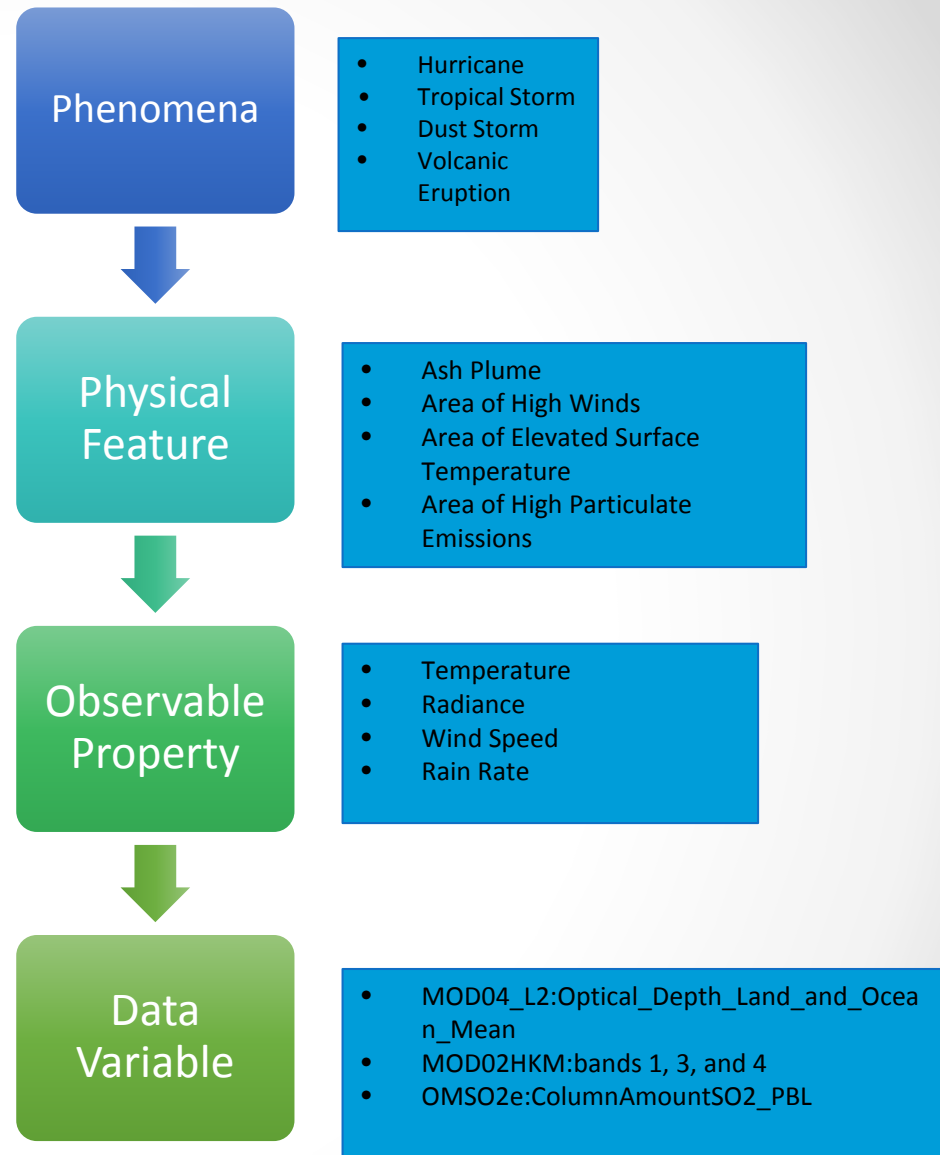 Phenomena
• Hurricane
• Tropical Storm
• Dust Storm
• Volcanic
Eruption
Physical
Feature
• Ash Plume
• Area of High Winds
• Area of Elevated Surface
Temperature
• Area of High Particulate
Emissions
Observable
Property
• Temperature
• Radiance
• Wind Speed
• Rain Rate
Data
Variable
• MOD04_L2:Optical_Depth_Land_and_Ocea
n_Mean
• MOD02HKM:bands 1, 3, and 4
• OMSO2e:ColumnAmountSO2_PBL